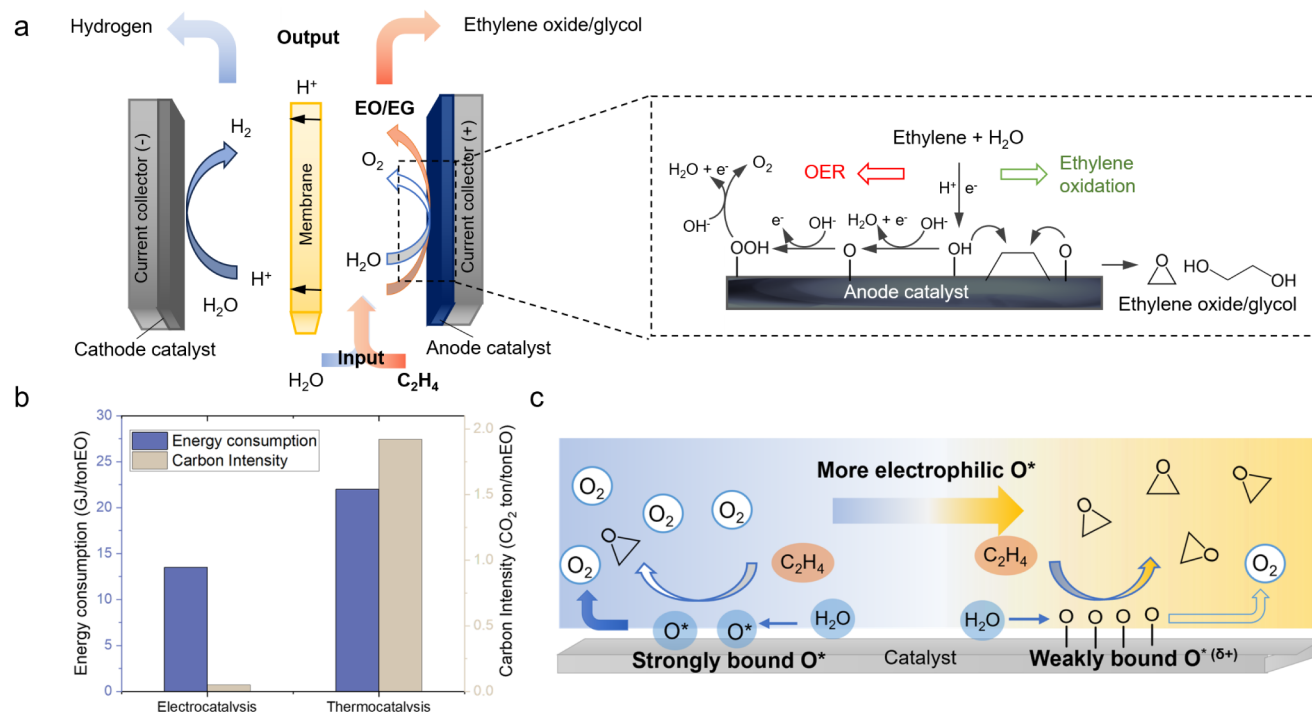 a
Hydrogen
Output
Ethylene oxide/glycol
Current collector (-)
H₂
H⁺
H₂O
Membrane
H⁺
EO/EG
O₂
H₂O
Current collector (+)
Cathode catalyst
Input
H₂O
C₂H₄
Anode catalyst
Ethylene + H₂O
OER
H⁺
e⁻
Ethylene
oxidation
H₂O + e⁻
O₂
OH⁻
e⁻
OH⁻
H₂O + e⁻
OH⁻
OOH
O
OH
O
Anode catalyst
O
HO
OH
Ethylene oxide/glycol
b
Energy consumption (GJ/tonEO)
30
25
20
15
10
5
0
Energy consumption
Carbon Intensity
2.0
1.5
1.0
0.5
0.0
Carbon Intensity (CO₂ ton/tonEO)
Electrocatalysis
Thermocatalysis
c
More electrophilic O*
O₂
O₂
O₂
O₂
O
C₂H₄
O*
O*
H₂O
Strongly bound O*
Catalyst
C₂H₄
H₂O
O
O
O
O
O
O
O
O
O₂
Weakly bound O* (δ+)